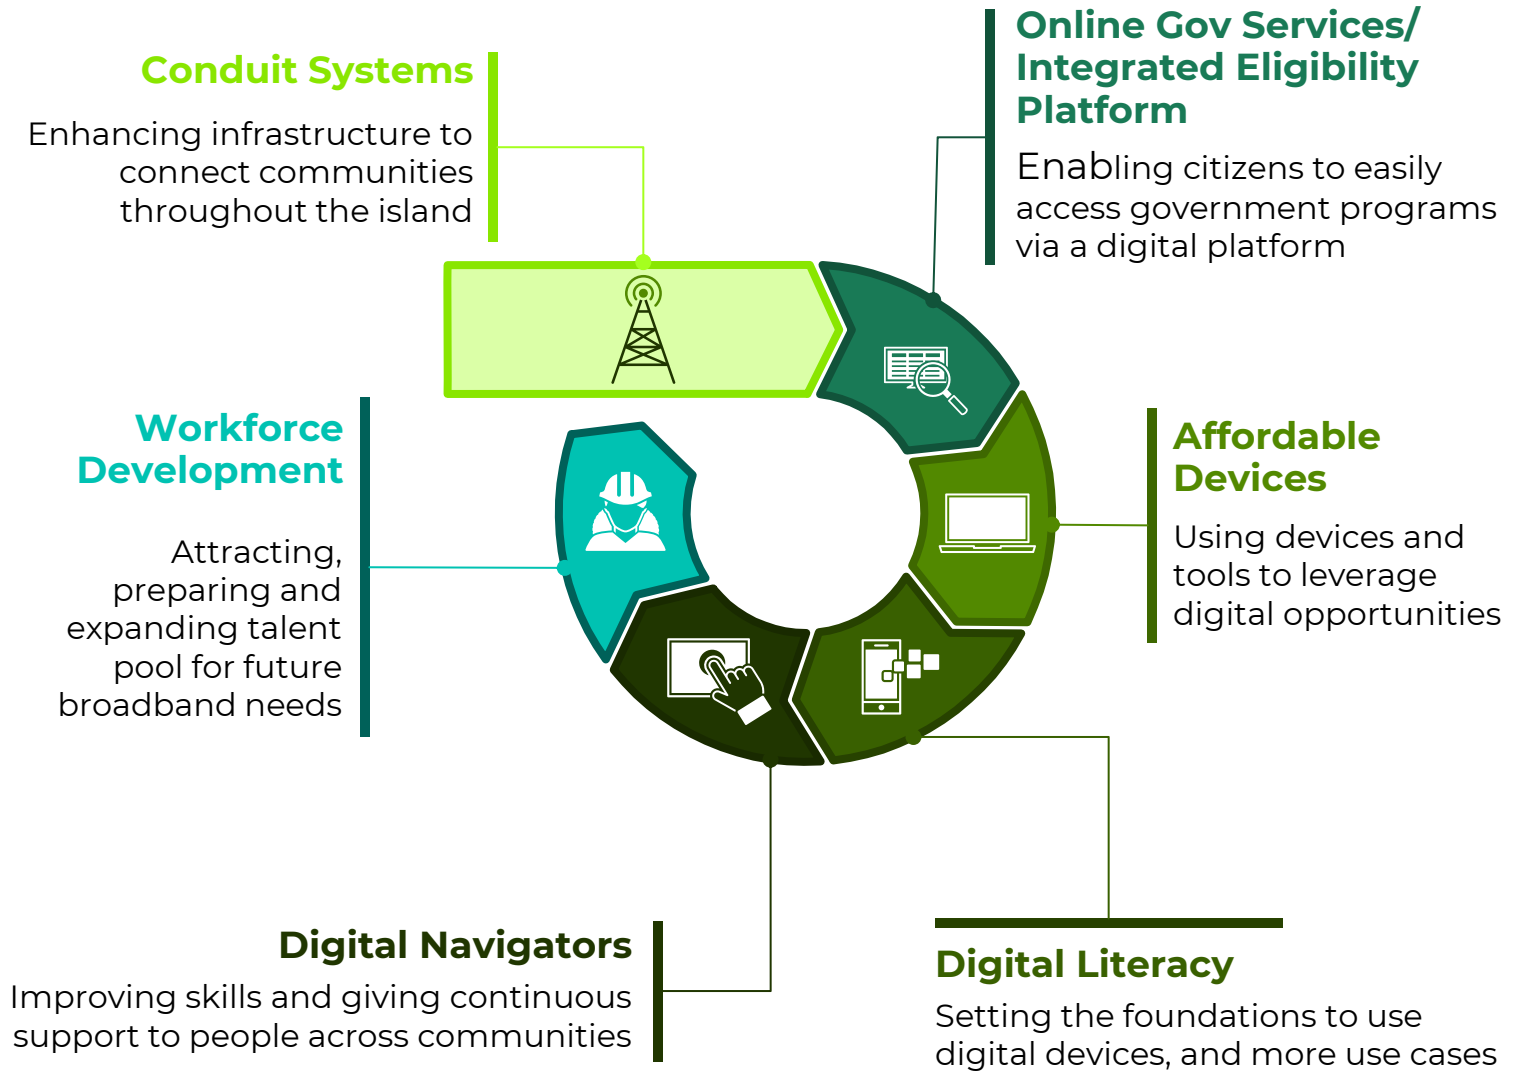 Conduit Systems
Enhancing infrastructure to
connect communities
throughout the island
Online Gov Services/
Integrated Eligibility
Platform
Enabling citizens to easily
access government programs
via a digital platform
Affordable
Devices
Using devices and
tools to leverage
digital opportunities
Digital Literacy
Setting the foundations to use
digital devices, and more use cases
Digital Navigators
Improving skills and giving continuous
support to people across communities
Workforce
Development
Attracting,
preparing and
expanding talent
pool for future
broadband needs